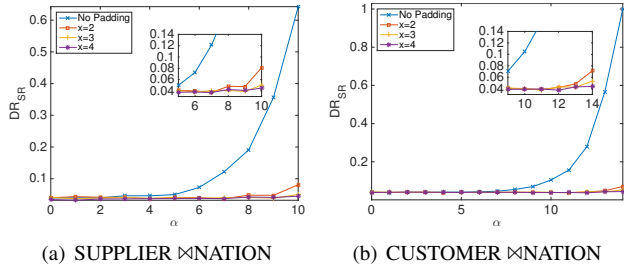 No Padding
x=2
x=3
x=4
0.6
0.5
0.4
0.3
0.2
0.1
DR_SR
0.14
0.12
0.1
0.08
0.06
0.04
6 8 10
0 2 4 6 8 10
α
(a) SUPPLIER ⋈NATION
No Padding
x=2
x=3
x=4
1
0.8
0.6
0.4
0.2
DR_SR
0.14
0.12
0.1
0.08
0.06
0.04
10 12 14
0 5 10
α
(b) CUSTOMER ⋈NATION